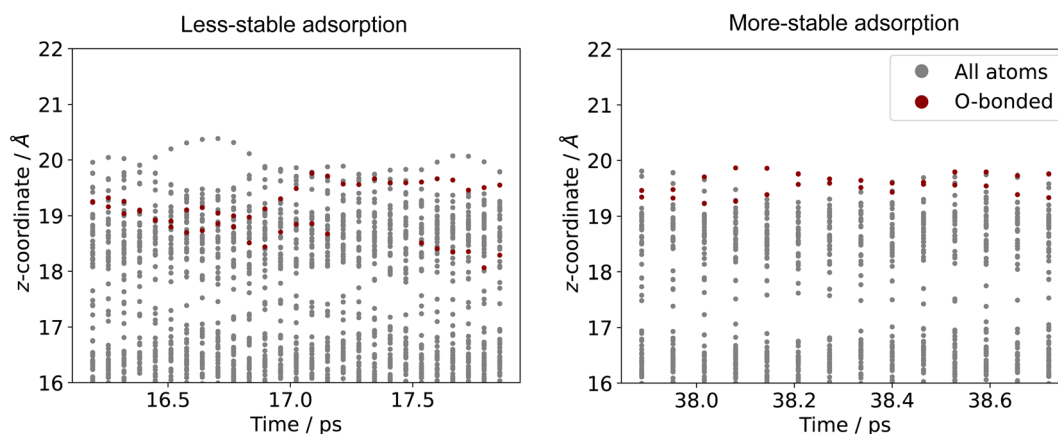 Less-stable adsorption
More-stable adsorption
22
21
20
19
18
17
16
z-coordinate / Å
16.5
17.0
17.5
Time / ps
22
21
20
19
18
17
16
z-coordinate / Å
38.0
38.2
38.4
38.6
Time / ps
All atoms
O-bonded